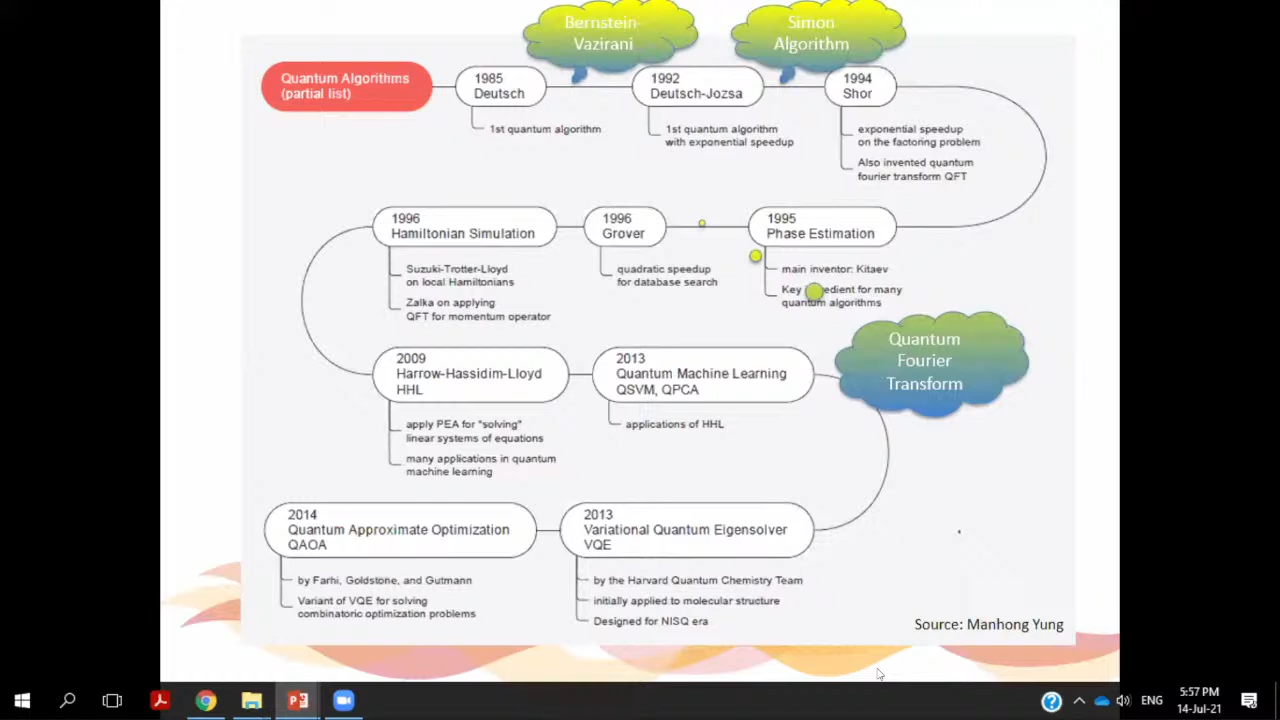 Bernstein-
Vazirani
Simon
Algorithm
Quantum Algorithms
(partial list)
1985
Deutsch
1st quantum algorithm
1992
Deutsch-Jozsa
1st quantum algorithm
with exponential speedup
1994
Shor
exponential speedup
on the factoring problem
Also invented quantum
fourier transform QFT
1996
Hamiltonian Simulation
Suzuki-Trotter-Lloyd
on local Hamiltonians
Zalka on applying
QFT for momentum operator
1996
Grover
quadratic speedup
for database search
1995
Phase Estimation
main inventor: Kitaev
Key for many
quantum algorithms
Quantum
Fourier
Transform
2009
Harrow-Hassidim-Lloyd
HHL
apply PEA for "solving"
linear systems of equations
many applications in quantum
machine learning
2013
Quantum Machine Learning
QSVM, QPCA
applications of HHL
2014
Quantum Approximate Optimization
QAOA
by Farhi, Goldstone, and Gutmann
Variant of VQE for solving
combinatoric optimization problems
2013
Variational Quantum Eigensolver
VQE
by the Harvard Quantum Chemistry Team
initially applied to molecular structure
Designed for NISQ era
Source: Manhong Yung
ENG
5:57 PM
14-Jul-21